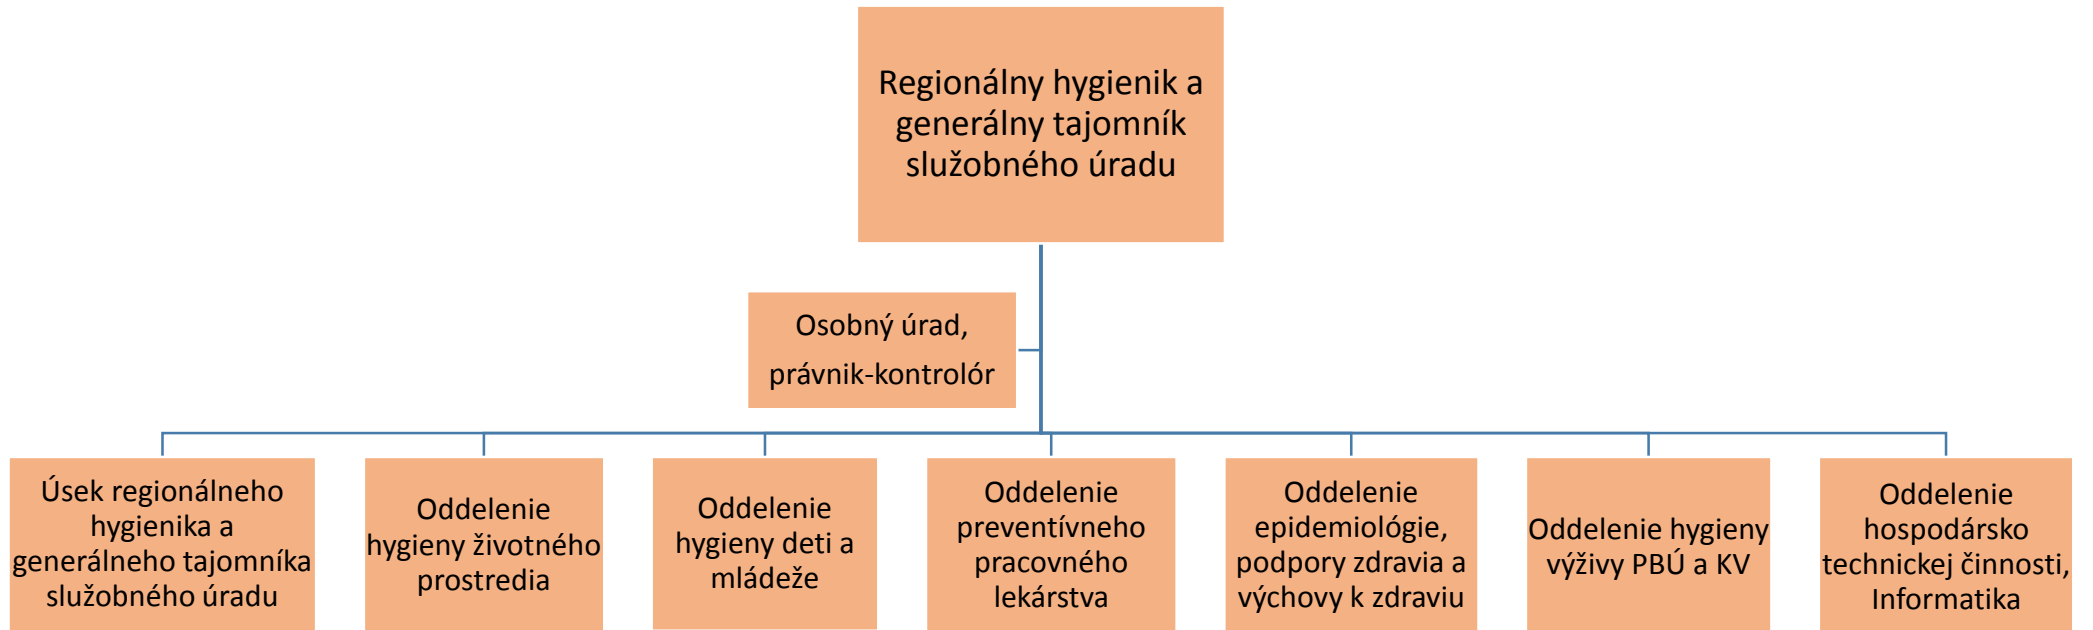 Regionálny hygienik a
generálny tajomník
služobného úradu
Osobný úrad,
právnik-kontrolór
Úsek regionálneho
hygienika a
generálneho tajomníka
služobného úradu
Oddelenie
hygieny životného
prostredia
Oddelenie
hygieny deti a
mládeže
Oddelenie
preventívneho
pracovného
lekárstva
Oddelenie
epidemiológie,
podpory zdravia a
výchovy k zdraviu
Oddelenie hygieny
výživy PBÚ a KV
Oddelenie
hospodársko
technickej činnosti,
Informatika